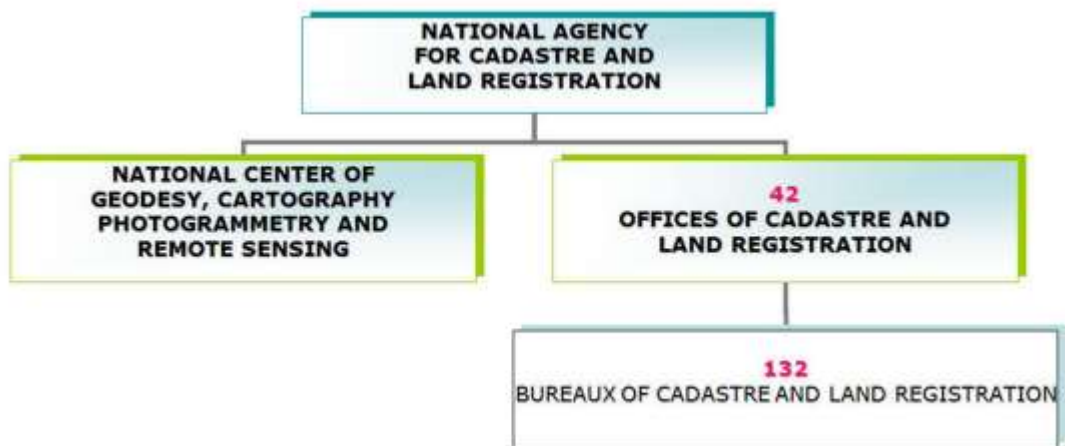 NATIONAL AGENCY
FOR CADASTRE AND
LAND REGISTRATION
NATIONAL CENTER OF
GEODESY, CARTOGRAPHY
PHOTOGRAMMETRY AND
REMOTE SENSING
42
OFFICES OF CADASTRE AND
LAND REGISTRATION
132
BUREAUX OF CADASTRE AND LAND REGISTRATION